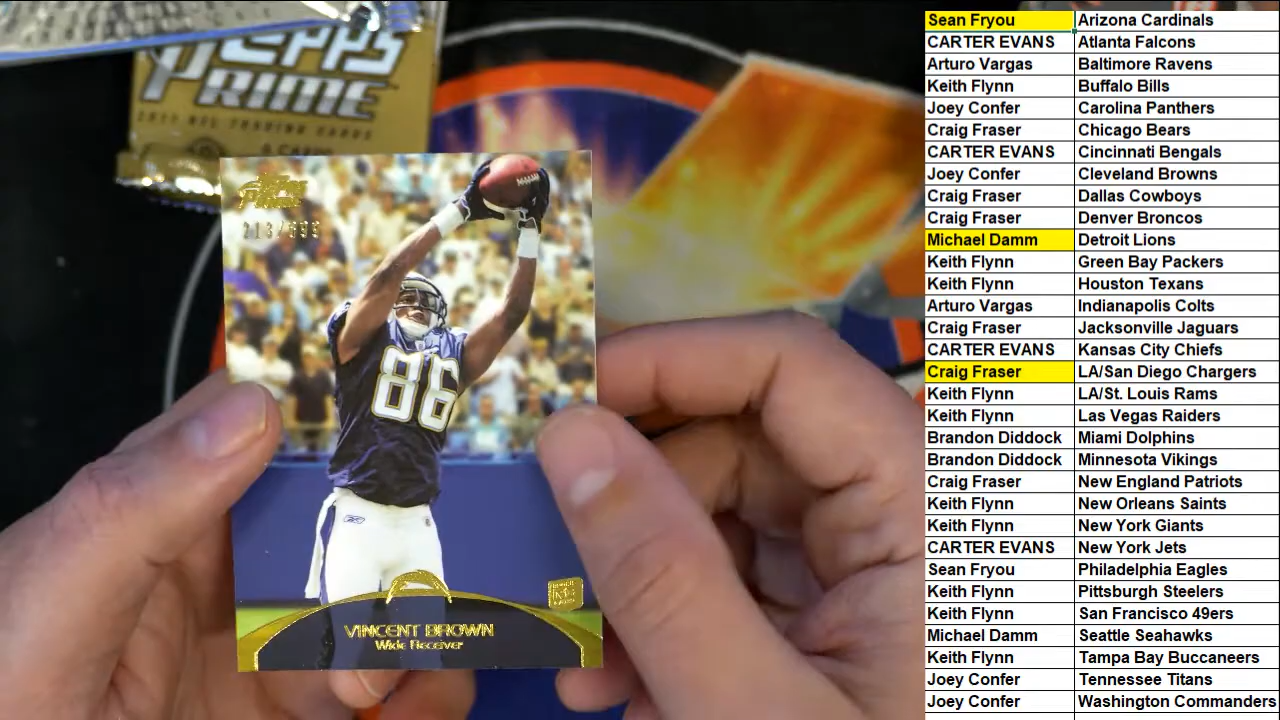 TOPPS
PRIME
2011 NFL TRADING CARDS
Topps
Prime
86
VINCENT BROWN
Wide Receiver
Sean Fryou Arizona Cardinals
CARTER EVANS Atlanta Falcons
Arturo Vargas Baltimore Ravens
Keith Flynn Buffalo Bills
Joey Confer Carolina Panthers
Craig Fraser Chicago Bears
CARTER EVANS Cincinnati Bengals
Joey Confer Cleveland Browns
Craig Fraser Dallas Cowboys
Craig Fraser Denver Broncos
Michael Damm Detroit Lions
Keith Flynn Green Bay Packers
Keith Flynn Houston Texans
Arturo Vargas Indianapolis Colts
Craig Fraser Jacksonville Jaguars
CARTER EVANS Kansas City Chiefs
Craig Fraser LA/San Diego Chargers
Keith Flynn LA/St. Louis Rams
Keith Flynn Las Vegas Raiders
Brandon Diddock Miami Dolphins
Brandon Diddock Minnesota Vikings
Craig Fraser New England Patriots
Keith Flynn New Orleans Saints
Keith Flynn New York Giants
CARTER EVANS New York Jets
Sean Fryou Philadelphia Eagles
Keith Flynn Pittsburgh Steelers
Keith Flynn San Francisco 49ers
Michael Damm Seattle Seahawks
Keith Flynn Tampa Bay Buccaneers
Joey Confer Tennessee Titans
Joey Confer Washington Commanders